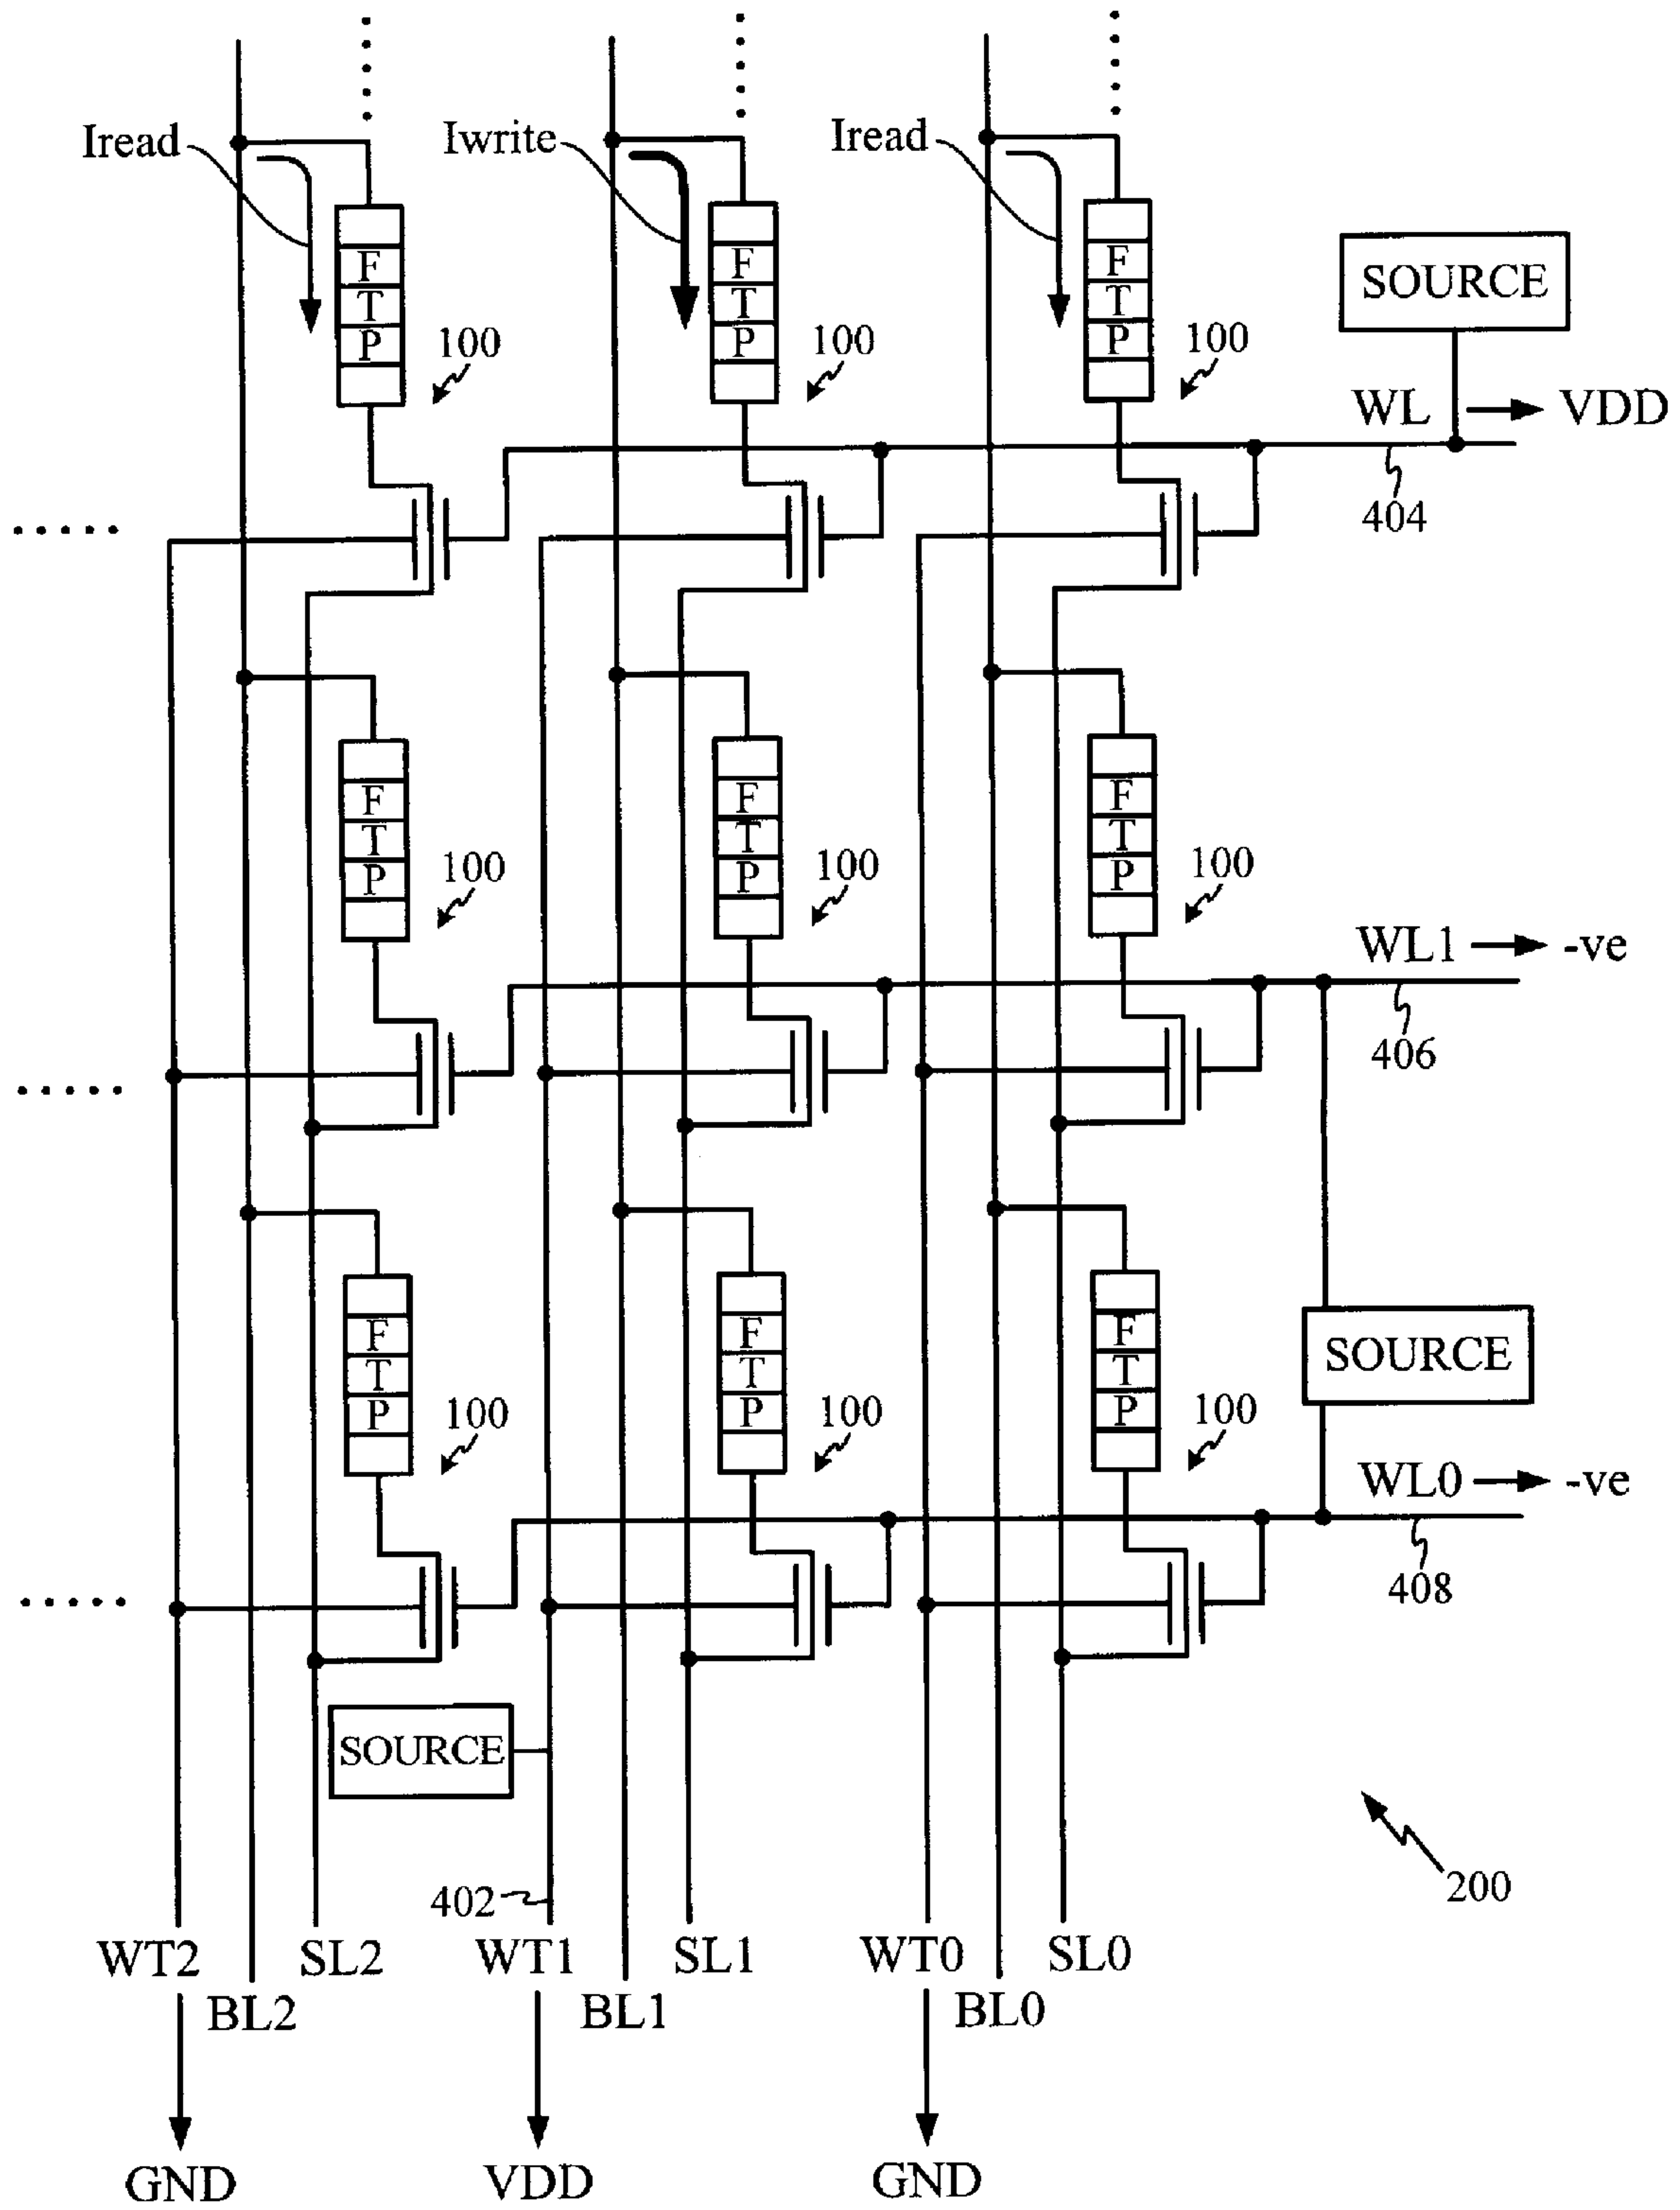 Iread Iwrite Iread
F F F
T T T
P P P
100 100 100
SOURCE
WL VDD
404
F F F
T T T
P P P
100 100 100
WL1 -ve
406
F F F
T T T
P P P
100 100 100
SOURCE
WL0 -ve
408
SOURCE
402
200
WT2 SL2 WT1 SL1 WT0 SL0
BL2 BL1 BL0
GND VDD GND